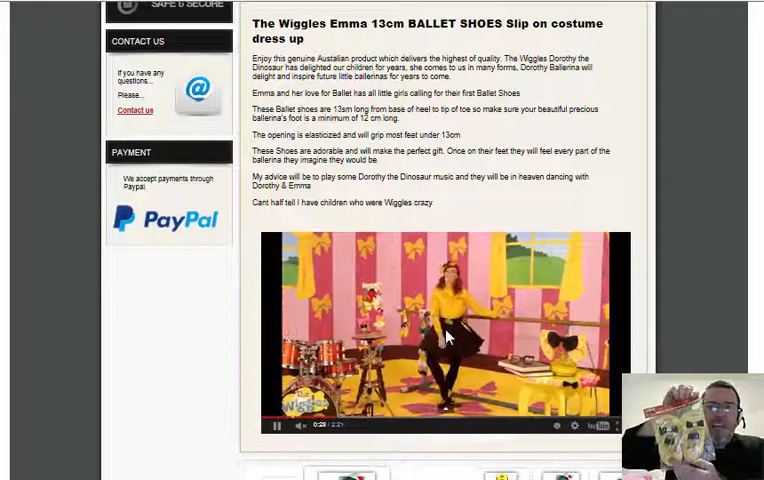 SAFE & SECURE
CONTACT US
If you have any
questions...
Please...
Contact us
PAYMENT
We accept payments through
Paypal
PayPal
The Wiggles Emma 13cm BALLET SHOES Slip on costume
dress up
Enjoy this genuine Austalian product which delivers the highest of quality. The Wiggles Dorothy the
Dinosaur has delighted our children for years, she comes to us in many forms, Dorothy Ballerina will
delight and inspire future little ballerinas for years to come.
Emma and her love for Ballet has all little girls calling for their first Ballet Shoes
These Ballet shoes are 13sm long from base of heel to tip of toe so make sure your beautiful precious
ballerina's foot is a minimum of 12 cm long.
The opening is elasticized and will grip most feet under 13cm
These Shoes are adorable and will make the perfect gift. Once on their feet they will feel every part of the
ballerina they imagine they would be.
My advice will be to play some Dorothy the Dinosaur music and they will be in heaven dancing with
Dorothy & Emma
Cant half tell I have children who were Wiggles crazy
The Wiggles
0:28 / 2:21
YouTube